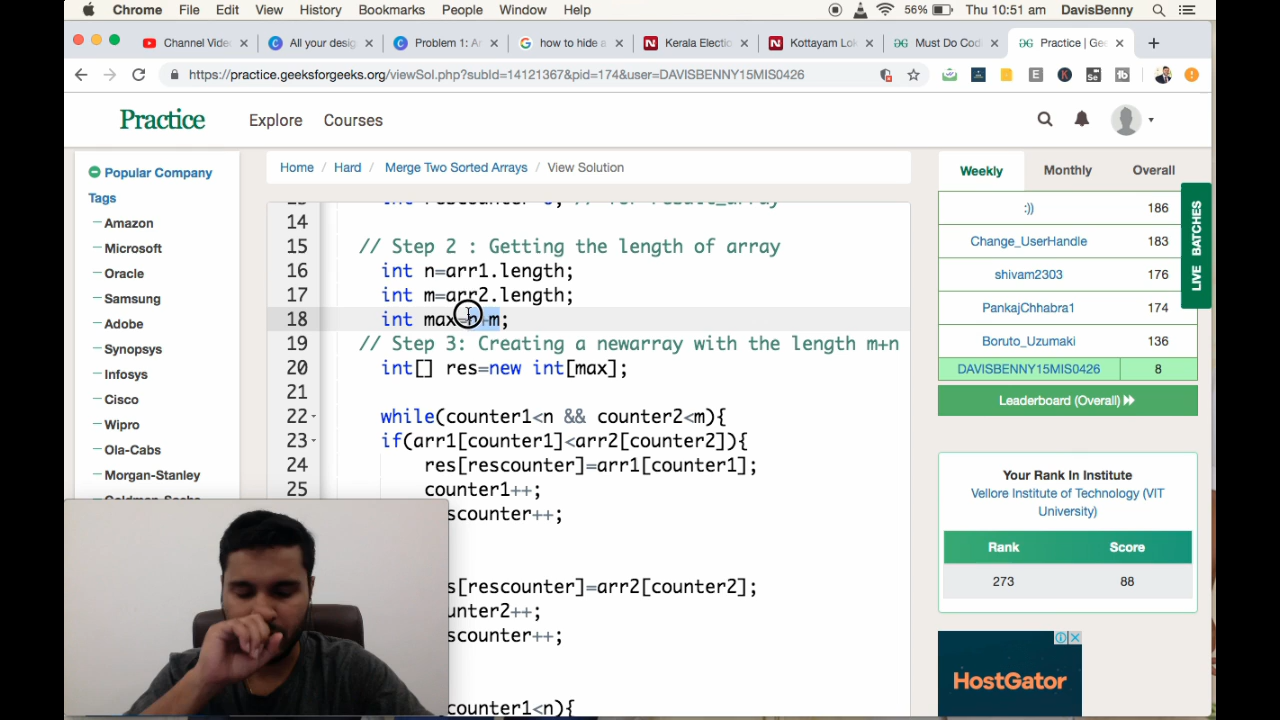 Chrome File Edit View History Bookmarks People Window Help 56% Thu 10:51 am DavisBenny
Channel Video
All your desig
Problem 1: A
how to hide a
Kerala Electio
Kottayam Lok
Must Do Codi
Practice | Gee
https://practice.geeksforgeeks.org/viewSol.php?subId=14121367&pid=174&user=DAVISBENNY15MIS0426
Practice Explore Courses
Popular Company
Tags
Amazon
Microsoft
Oracle
Samsung
Adobe
Synopsys
Infosys
Cisco
Wipro
Ola-Cabs
Morgan-Stanley
Goldman-Sachs
Home / Hard / Merge Two Sorted Arrays / View Solution
14
15 // Step 2 : Getting the length of array
16 int n=arr1.length;
17 int m=arr2.length;
18 int max=n+m;
19 // Step 3: Creating a newarray with the length m+n
20 int[] res=new int[max];
21
22 while(counter1<n && counter2<m){
23 if(arr1[counter1]<arr2[counter2]){
24 res[rescounter]=arr1[counter1];
25 counter1++;
scounter++;
s[rescounter]=arr2[counter2];
unter2++;
scounter++;
counter1<n){
Weekly Monthly Overall
:)) 186
Change_UserHandle 183
shivam2303 176
PankajChhabra1 174
Boruto_Uzumaki 136
DAVISBENNY15MIS0426 8
Leaderboard (Overall)
LIVE BATCHES
Your Rank In Institute
Vellore Institute of Technology (VIT
University)
Rank Score
273 88
HostGator